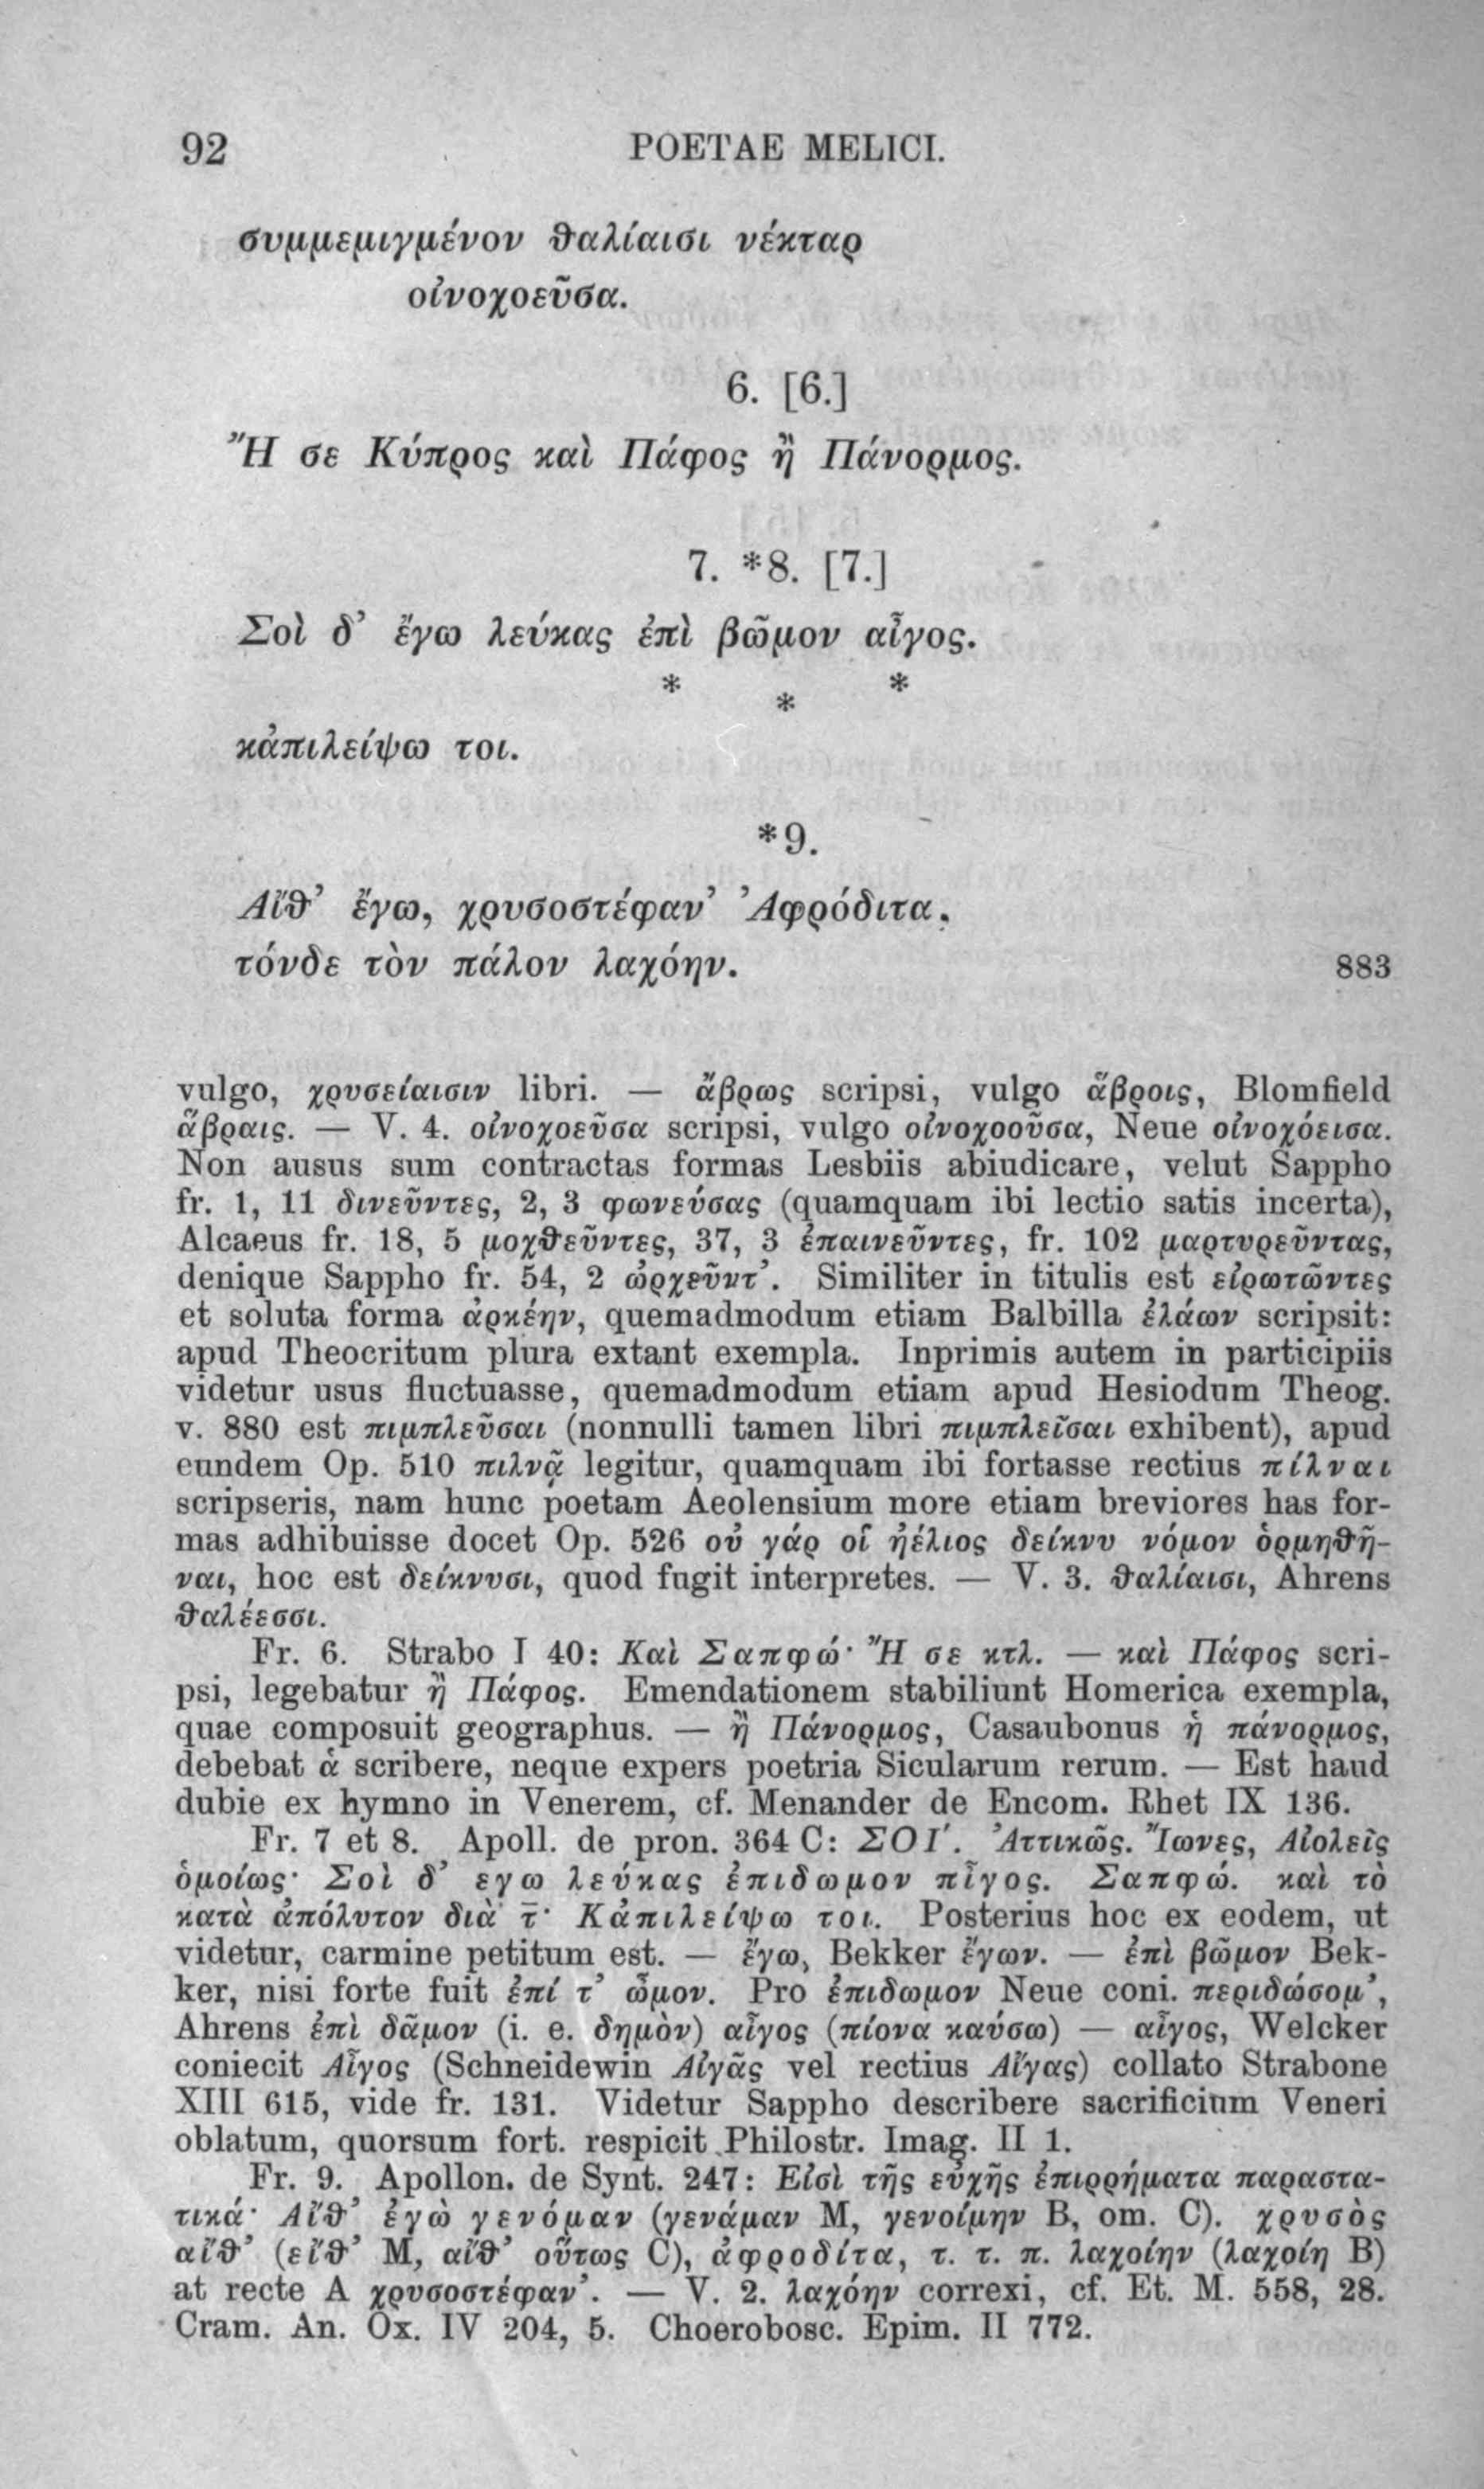 92 POETAE MELICI.
συμμεμιγμένον θαλίαισι νέκταρ
οἰνοχοεῦσα.
6. [6.]
Ἤ σε Κύπρος καὶ Πάφος ἢ Πάνορμος.
7. *8. [7.]
Σοὶ δ’ ἔγω λεύκας ἐπὶ βῶμον αἶγος.
* * *
κἀπιλείψω τοι.
*9.
Αἴθ’ ἔγω, χρυσοστέφαν’ Ἀφρόδιτα,
τόνδε τὸν πάλον λαχόην. 883
vulgo, χρυσείαισιν libri. — ἄβρως scripsi, vulgo ἄβροις, Blomfield
ἄβραις. — V. 4. οἰνοχοεῦσα scripsi, vulgo οἰνοχοοῦσα, Neue οἰνοχόεισα.
Non ausus sum contractas formas Lesbiis abiudicare, velut Sappho
fr. 1, 11 δινεῦντες, 2, 3 φωνεύσας (quamquam ibi lectio satis incerta),
Alcaeus fr. 18, 5 μοχθεῦντες, 37, 3 ἐπαινεῦντες, fr. 102 μαρτυρεῦντας,
denique Sappho fr. 54, 2 ὠρχεῦντ’. Similiter in titulis est εἰρωτῶντες
et soluta forma ἀρκέην, quemadmodum etiam Balbilla ἐλάων scripsit:
apud Theocritum plura extant exempla. Inprimis autem in participiis
videtur usus fluctuasse, quemadmodum etiam apud Hesiodum Theog.
v. 880 est πιμπλεῦσαι (nonnulli tamen libri πιμπλεῖσαι exhibent), apud
eundem Op. 510 πιλνᾷ legitur, quamquam ibi fortasse rectius πίλναι
scripseris, nam hunc poetam Aeolensium more etiam breviores has for-
mas adhibuisse docet Op. 526 οὐ γάρ οἱ ἠέλιος δείκνυ νόμον ὁρμηθῆ-
ναι, hoc est δείκνυσι, quod fugit interpretes. — V. 3. θαλίαισι, Ahrens
θαλέεσσι.
Fr. 6. Strabo I 40: Καὶ Σαπφώ· Ἤ σε κτλ. — καὶ Πάφος scri-
psi, legebatur ἢ Πάφος. Emendationem stabiliunt Homerica exempla,
quae composuit geographus. — ἢ Πάνορμος, Casaubonus ἡ πάνορμος,
debebat ἀ scribere, neque expers poetria Sicularum rerum. — Est haud
dubie ex hymno in Venerem, cf. Menander de Encom. Rhet IX 136.
Fr. 7 et 8. Apoll. de pron. 364 C: ΣΟΙ΄. Ἀττικῶς. Ἴωνες, Αἰολεῖς
ὁμοίως· Σοὶ δ’ εγω λεύκας ἐπιδωμον πῖγος. Σαπφώ. καὶ τὸ
κατὰ ἀπόλυτον διὰ τ̄· Κἀπιλείψω τοι. Posterius hoc ex eodem, ut
videtur, carmine petitum est. — ἔγω, Bekker ἔγων. — ἐπὶ βῶμον Bek-
ker, nisi forte fuit ἐπί τ’ ὦμον. Pro ἐπιδωμον Neue coni. περιδώσομ’,
Ahrens ἐπὶ δᾶμον (i. e. δημὸν) αἶγος (πίονα καύσω) — αἶγος, Welcker
coniecit Αἶγος (Schneidewin Αἰγᾶς vel rectius Αἴγας) collato Strabone
XIII 615, vide fr. 131. Videtur Sappho describere sacrificium Veneri
oblatum, quorsum fort. respicit Philostr. Imag. II 1.
Fr. 9. Apollon. de Synt. 247: Εἰσὶ τῆς εὐχῆς ἐπιρρήματα παραστα-
τικά· Αἴθ’ ἐγὼ γενόμαν (γενάμαν M, γενοίμην B, om. C). χρυσὸς
αἴθ’ (εἴθ’ M, αἴθ’ οὕτως C), ἀφροδίτα, τ. τ. π. λαχοίην (λαχοίη B)
at recte A χρυσοστέφαν’. — V. 2. λαχόην correxi, cf. Et. M. 558, 28.
Cram. An. Ox. IV 204, 5. Choerobosc. Epim. II 772.